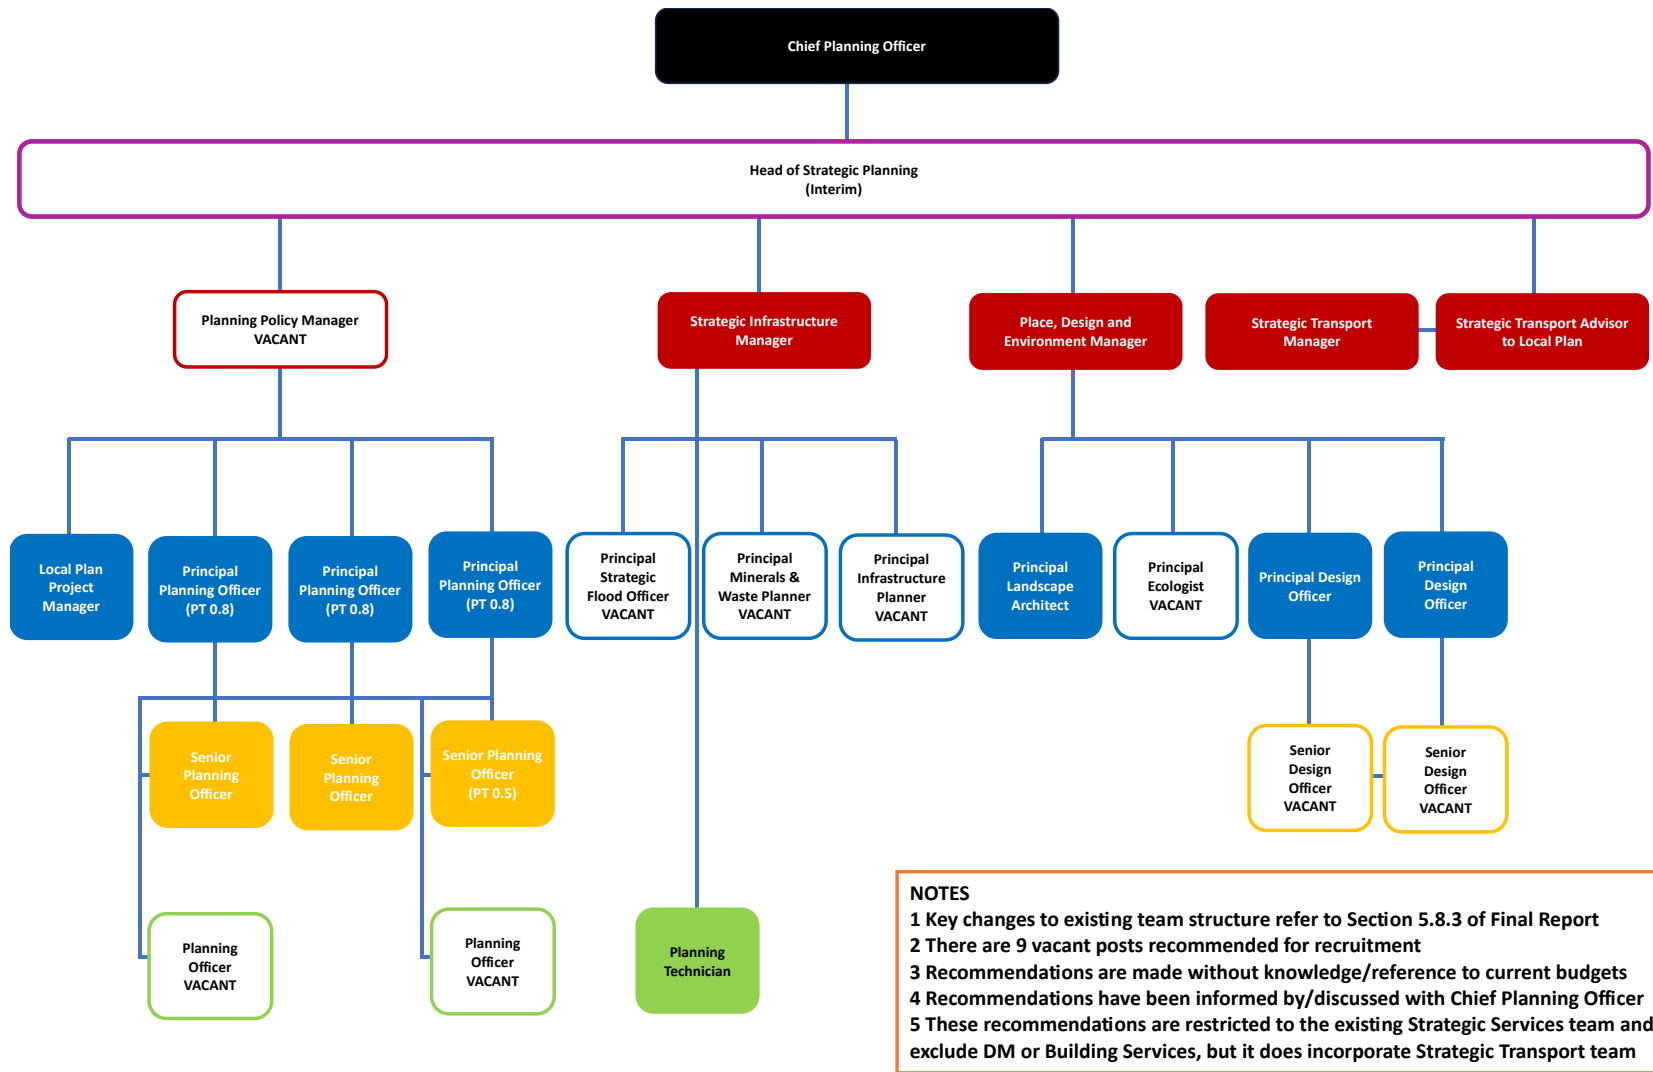 Chief Planning Officer
Head of Strategic Planning
(Interim)
Planning Policy Manager
VACANT
Strategic Infrastructure
Manager
Place, Design and
Environment Manager
Strategic Transport
Manager
Strategic Transport Advisor
to Local Plan
Local Plan
Project
Manager
Principal
Planning Officer
(PT 0.8)
Principal
Planning Officer
(PT 0.8)
Principal
Planning Officer
(PT 0.8)
Principal
Strategic
Flood Officer
VACANT
Principal
Minerals &
Waste Planner
VACANT
Principal
Infrastructure
Planner
VACANT
Principal
Landscape
Architect
Principal
Ecologist
VACANT
Principal Design
Officer
Principal
Design
Officer
Senior
Planning
Officer
Senior
Planning
Officer
Senior Planning
Officer
(PT 0.5)
Senior
Design
Officer
VACANT
Senior
Design
Officer
VACANT
Planning
Officer
VACANT
Planning
Officer
VACANT
Planning
Technician
NOTES
1 Key changes to existing team structure refer to Section 5.8.3 of Final Report
2 There are 9 vacant posts recommended for recruitment
3 Recommendations are made without knowledge/reference to current budgets
4 Recommendations have been informed by/discussed with Chief Planning Officer
5 These recommendations are restricted to the existing Strategic Services team and
exclude DM or Building Services, but it does incorporate Strategic Transport team